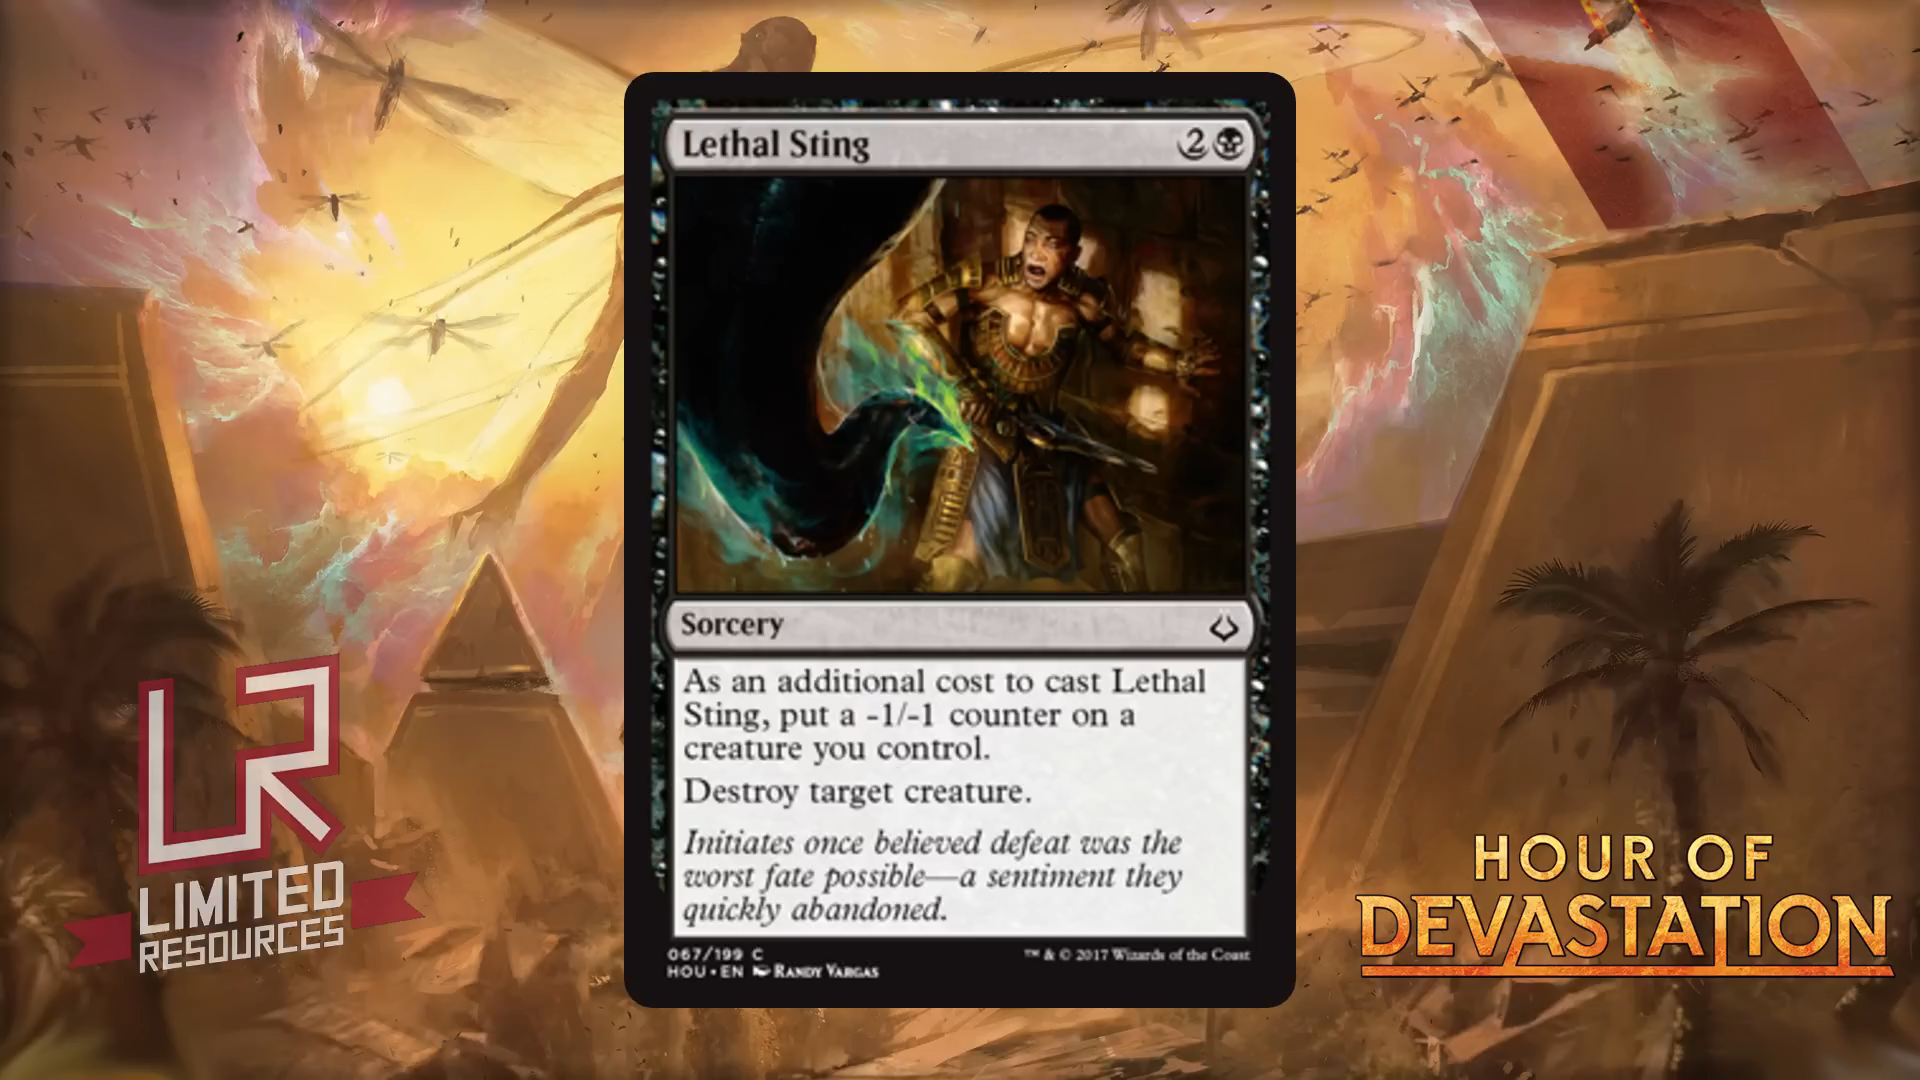 Lethal Sting
2
Sorcery
As an additional cost to cast Lethal
Sting, put a -1/-1 counter on a
creature you control.
Destroy target creature.
Initiates once believed defeat was the
worst fate possible—a sentiment they
quickly abandoned.
067/199 C
™ & © 2017 Wizards of the Coast
HOU • EN Randy Vargas
LR
LIMITED
RESOURCES
HOUR OF
DEVASTATION